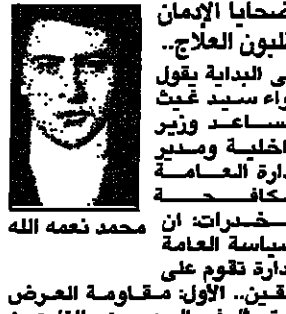 ضحايا الإدمان
يطلبون العلاج..
في البداية يقول
لواء سيد غيث
مساعد وزير
الداخلية ومدير
الإدارة العامة
لمكافحة
المخدرات: ان
سياسة العامة
للإدارة تقوم على
شقين.. الأول: مقاومة العرض
محمد نعمه الله